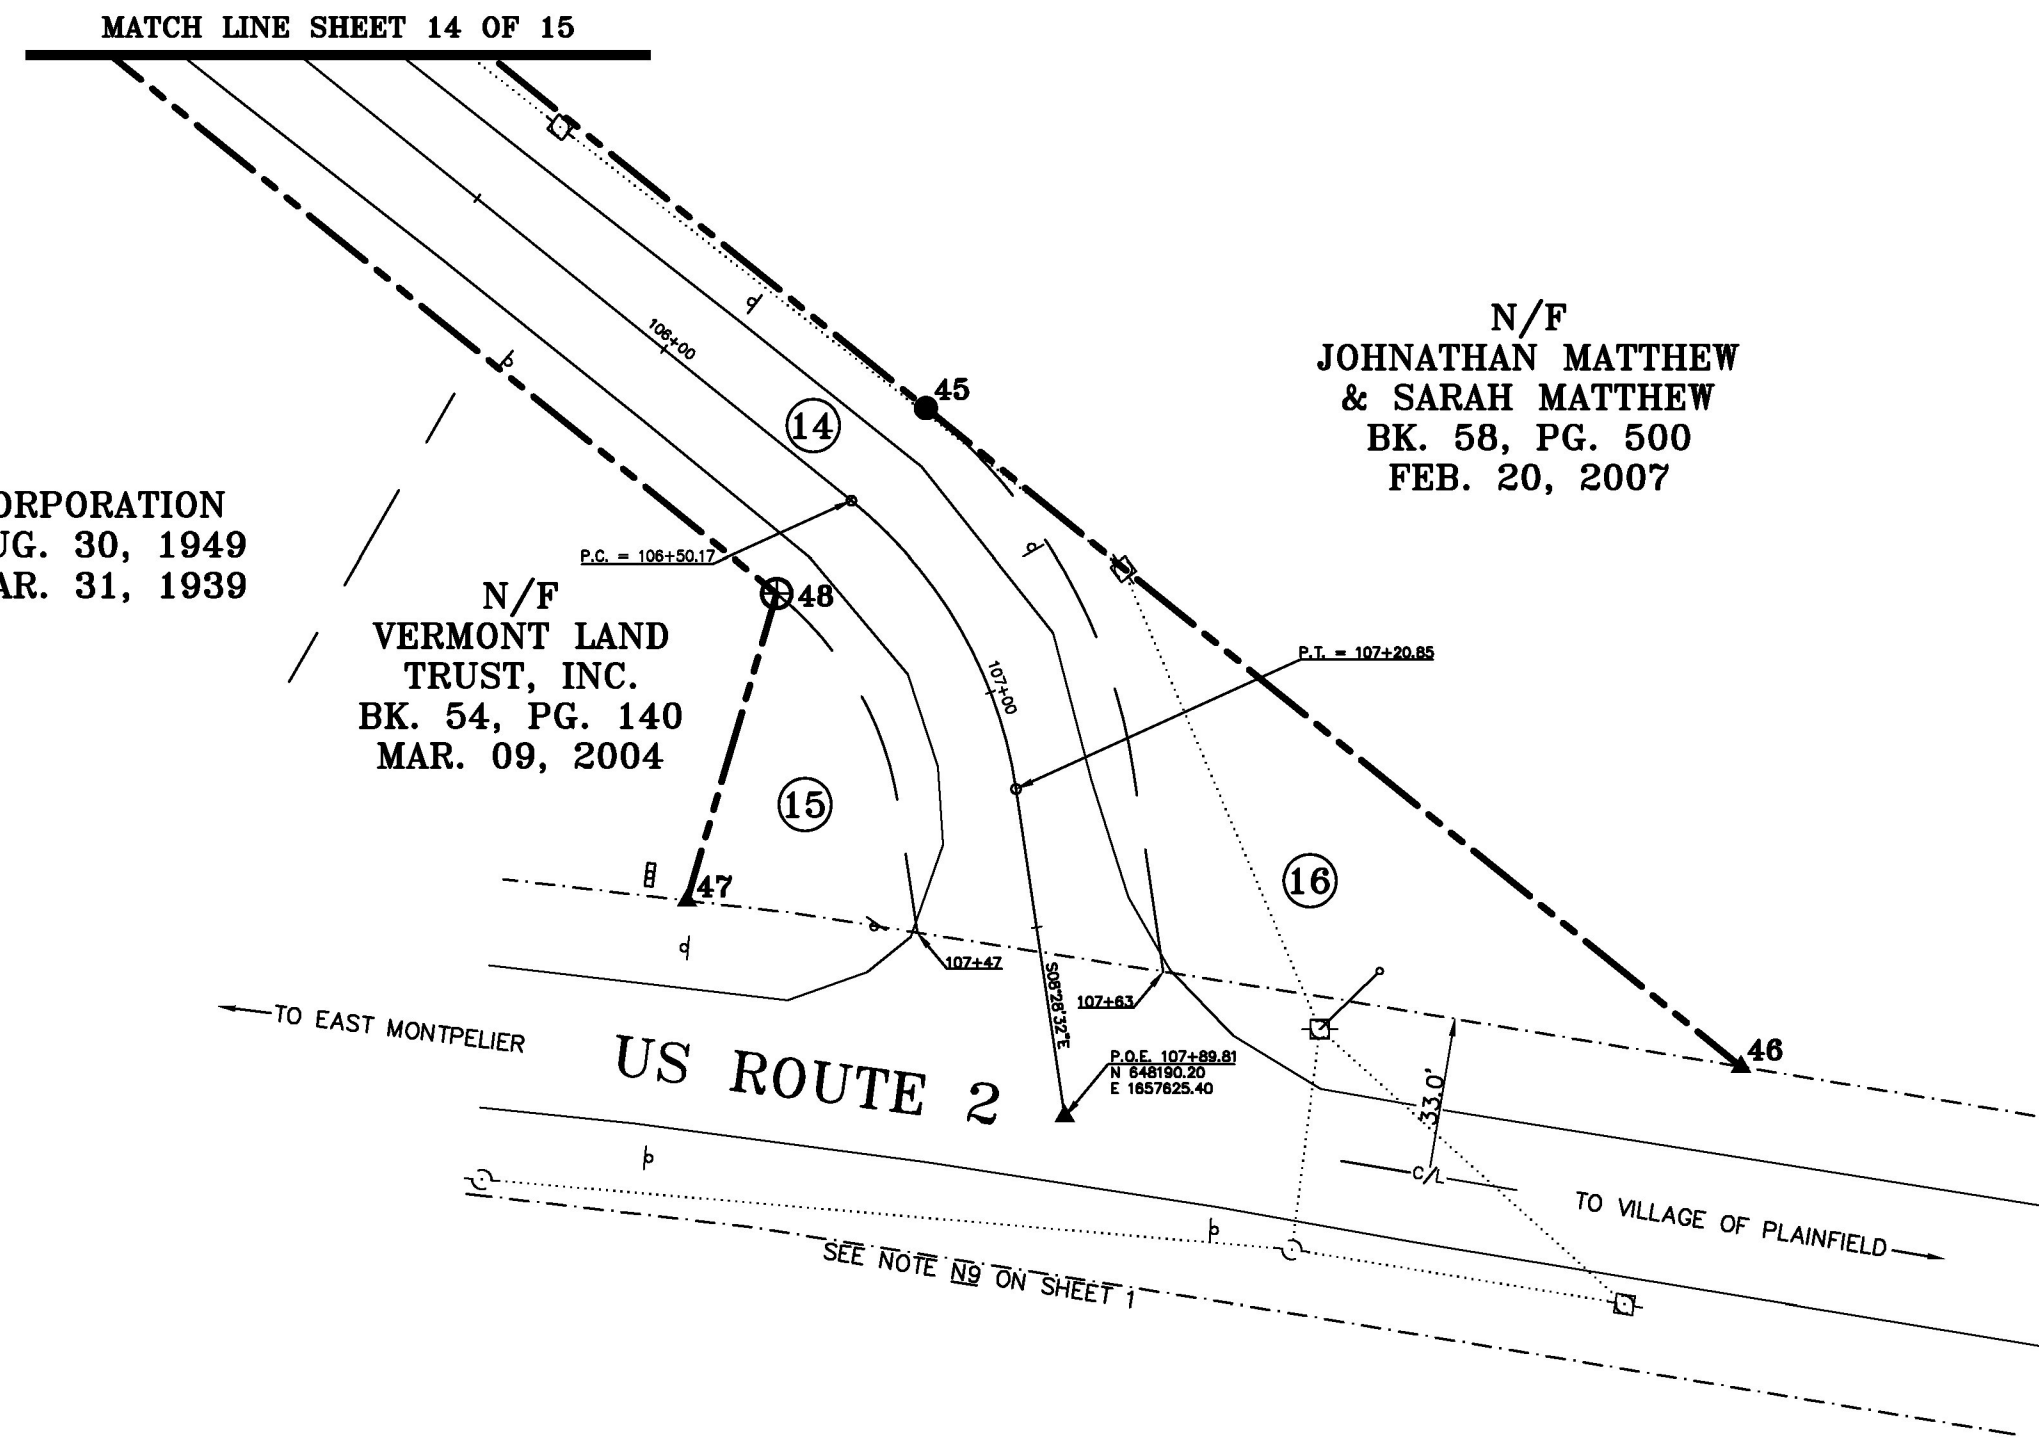 MATCH LINE SHEET 14 OF 15
106+00
45
14
N/F
JOHNATHAN MATTHEW
& SARAH MATTHEW
BK. 58, PG. 500
FEB. 20, 2007
ORPORATION
UG. 30, 1949
AR. 31, 1939
P.C. = 106+50.17
48
N/F
VERMONT LAND
TRUST, INC.
BK. 54, PG. 140
MAR. 09, 2004
107+00
P.T. = 107+20.85
15
16
47
107+47
107+63
S08°28'32"E
TO EAST MONTPELIER
US ROUTE 2
P.O.E. 107+89.81
N 648190.20
E 1657625.40
46
33.0'
C/L
TO VILLAGE OF PLAINFIELD
SEE NOTE N9 ON SHEET 1